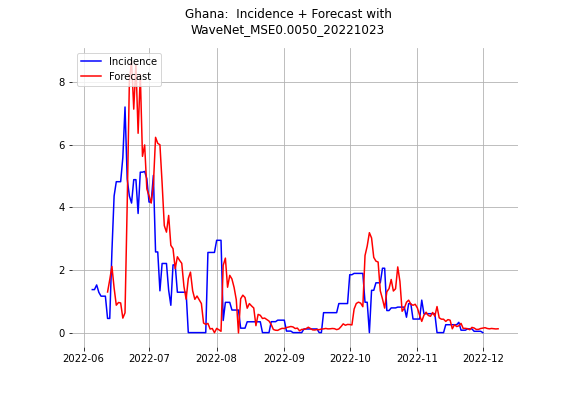 Ghana:  Incidence + Forecast with
WaveNet_MSE0.0050_20221023
Incidence
Forecast
8
6
4
2
0
2022-06 2022-07 2022-08 2022-09 2022-10 2022-11 2022-12